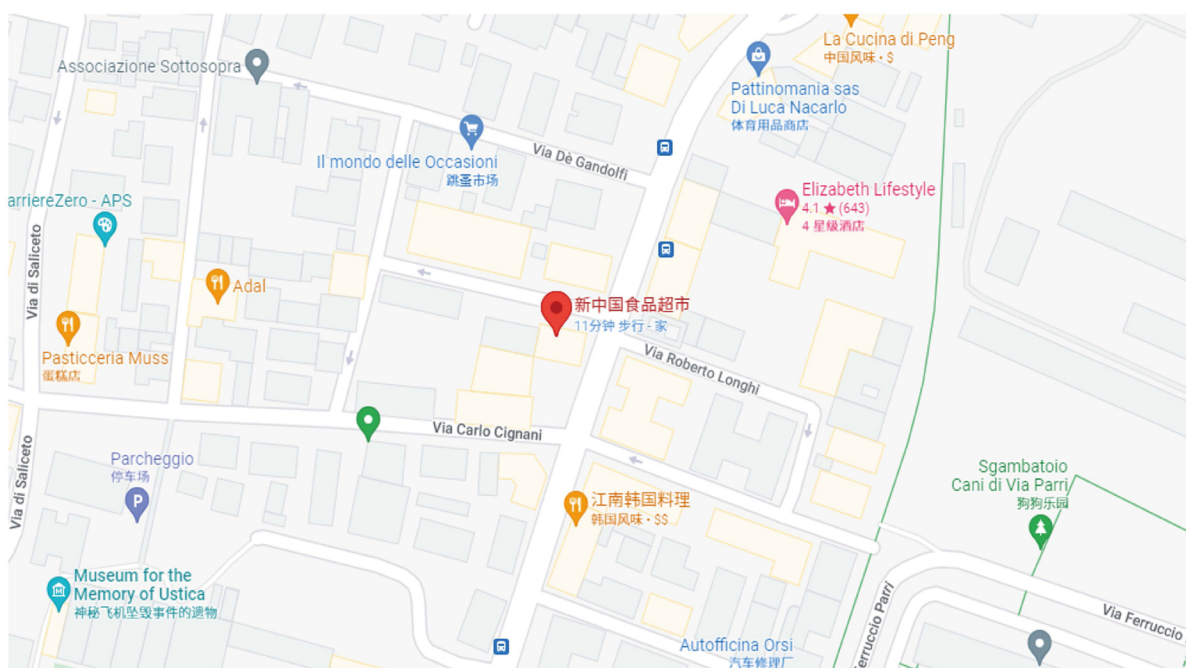 La Cucina di Peng
中国风味・$
Associazione Sottosopra
Pattinomania sas
Di Luca Nacarlo
体育用品商店
Il mondo delle Occasioni
跳蚤市场
Via Dè Gandolfi
Elizabeth Lifestyle
4.1 ★ (643)
4 星级酒店
arriereZero - APS
Via di Saliceto
Adal
新中国食品超市
11分钟 步行 - 家
Pasticceria Muss
蛋糕店
Via Roberto Longhi
Via Carlo Cignani
Via di Saliceto
Parcheggio
停车场
P
Sgambatoio
Cani di Via Parri
狗狗乐园
江南韩国料理
韩国风味・$$
Museum for the
Memory of Ustica
神秘飞机坠毁事件的遗物
Via Ferruccio
erruccio Parri
Autofficina Orsi
汽车修理厂